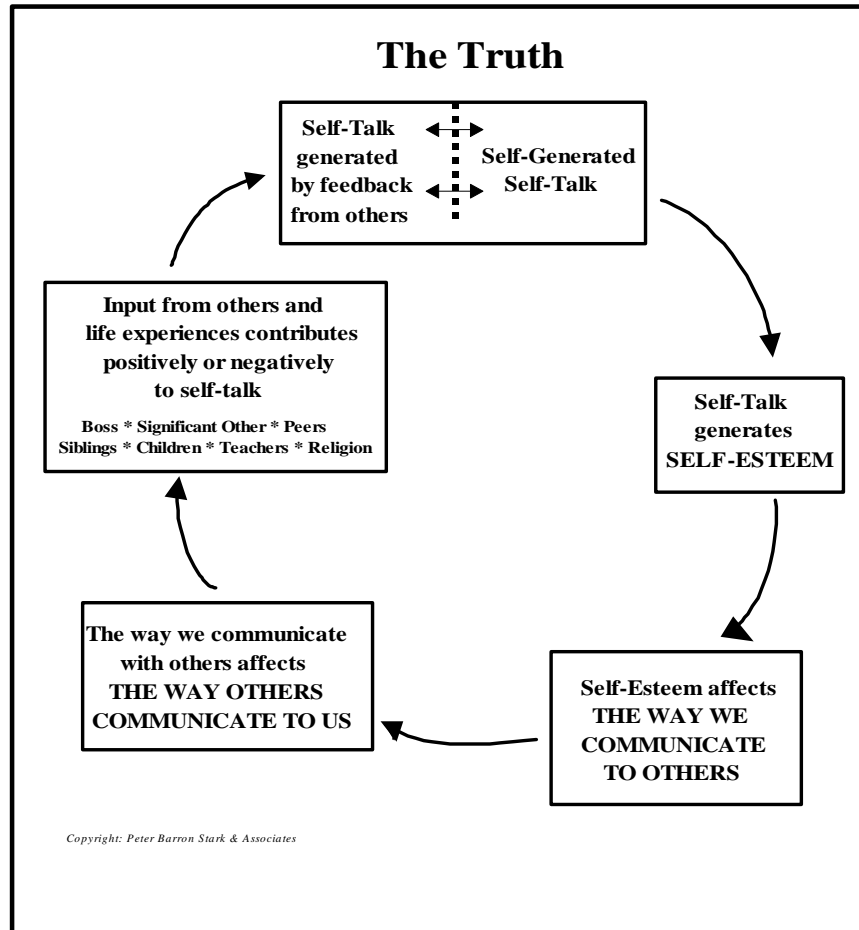 The Truth
Self-Talk
generated
by feedback
from others
Self-Generated
Self-Talk
Input from others and
life experiences contributes
positively or negatively
to self-talk
Boss * Significant Other * Peers
Siblings * Children * Teachers * Religion
Self-Talk
generates
SELF-ESTEEM
The way we communicate
with others affects
THE WAY OTHERS
COMMUNICATE TO US
Self-Esteem affects
THE WAY WE
COMMUNICATE
TO OTHERS
Copyright: Peter Barron Stark & Associates